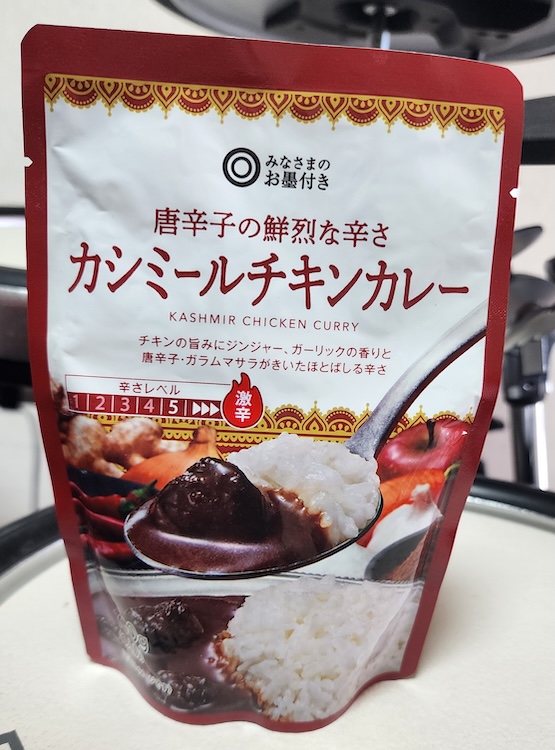 みなさまの
お墨付き
唐辛子の鮮烈な辛さ
カシミールチキンカレー
KASHMIR CHICKEN CURRY
チキンの旨みにジンジャー、ガーリックの香りと
唐辛子・ガラムマサラがきいたほとばしる辛さ
辛さレベル
1 2 3 4 5
激辛